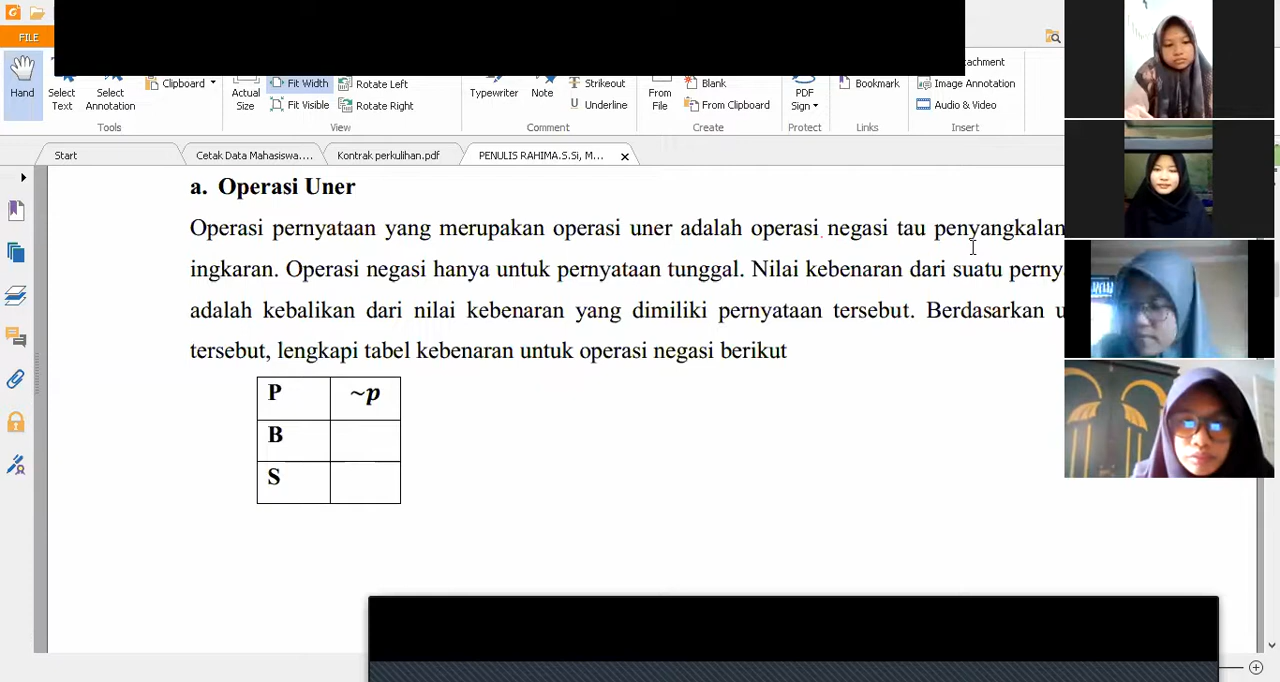 FILE
Hand
Select Text
Select Annotation
Clipboard
Tools
Actual Size
Fit Width
Fit Visible
Rotate Left
Rotate Right
View
Typewriter
Note
Strikeout
Underline
Comment
From File
Blank
From Clipboard
Create
PDF Sign
Protect
Bookmark
Links
Image Annotation
Audio & Video
Insert
Start
Cetak Data Mahasiswa....
Kontrak perkulihan.pdf
PENULIS RAHIMA.S.Si, M...
a. Operasi Uner
Operasi pernyataan yang merupakan operasi uner adalah operasi negasi tau penyangkalan
ingkaran. Operasi negasi hanya untuk pernyataan tunggal. Nilai kebenaran dari suatu
adalah kebalikan dari nilai kebenaran yang dimiliki pernyataan tersebut. Berdasarkan
tersebut, lengkapi tabel kebenaran untuk operasi negasi berikut
P ~p
B
S